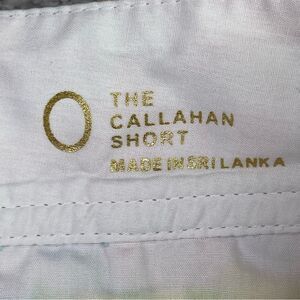 THE
CALLAHAN
SHORT
MADE IN SRI LANKA